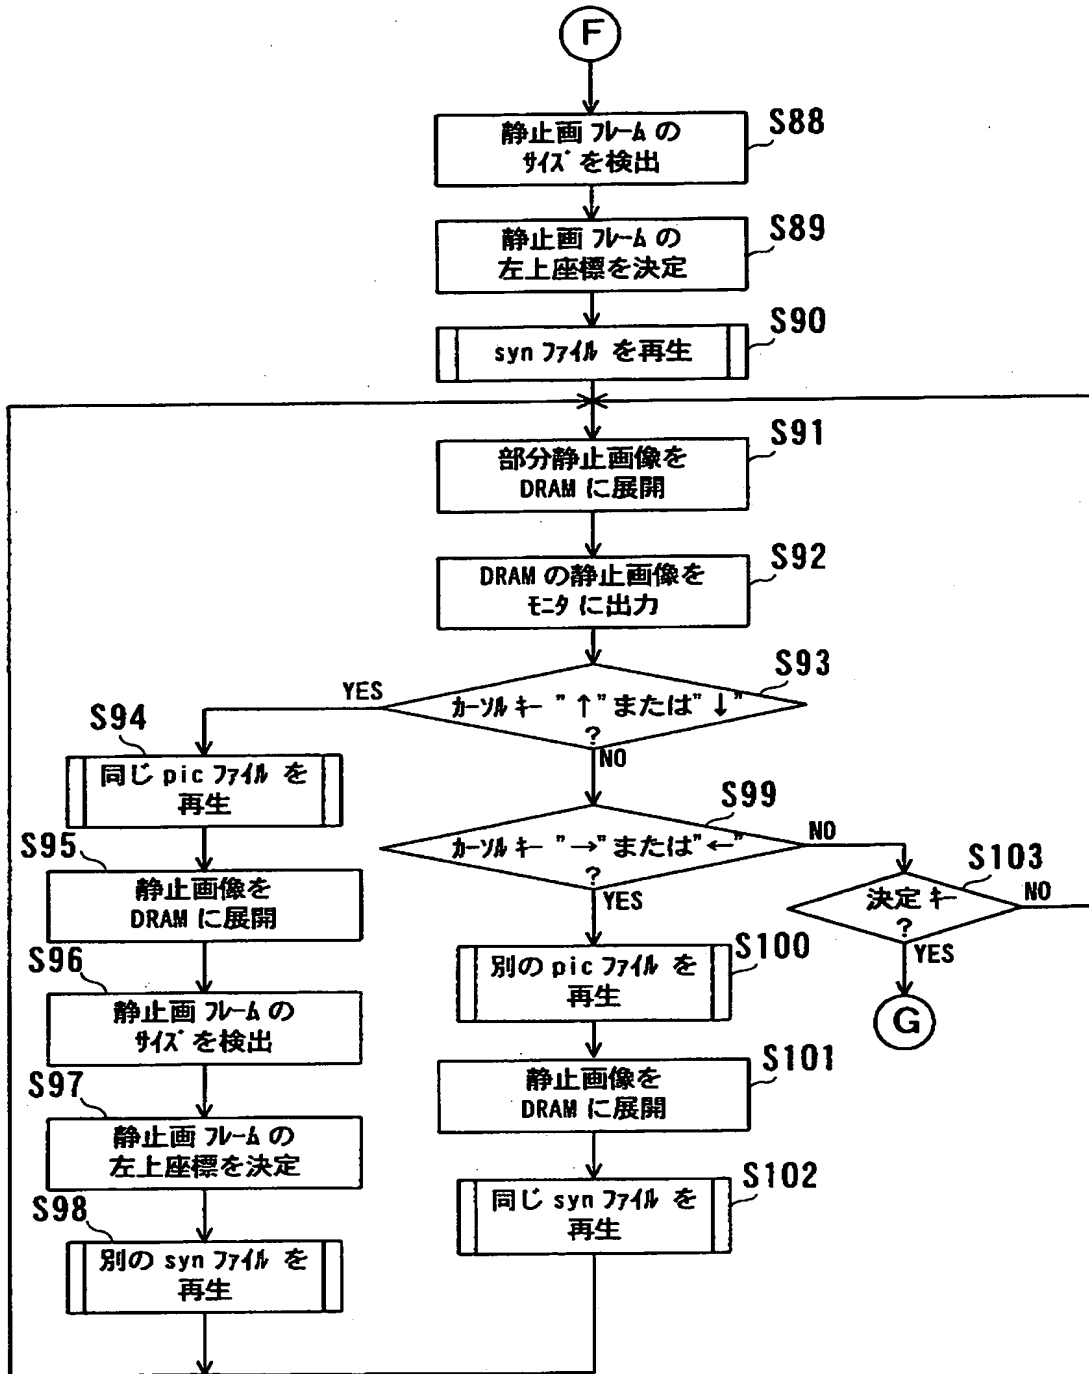 F
S88
静止画 ﾌﾚｰﾑ の
ｻｲｽﾞ を検出
S89
静止画 ﾌﾚｰﾑ の
左上座標を決定
S90
syn ﾌｧｲﾙ を再生
S91
部分静止画像を
DRAM に展開
S92
DRAM の静止画像を
ﾓﾆﾀ に出力
S93
ｶｰｿﾙ ｷｰ "↑"または"↓"
?
YES
NO
S94
同じ pic ﾌｧｲﾙ を
再生
S95
静止画像を
DRAM に展開
S96
静止画 ﾌﾚｰﾑ の
ｻｲｽﾞ を検出
S97
静止画 ﾌﾚｰﾑ の
左上座標を決定
S98
別の syn ﾌｧｲﾙ を
再生
S99
ｶｰｿﾙ ｷｰ "→"または"←"
?
NO
YES
S100
別の pic ﾌｧｲﾙ を
再生
S101
静止画像を
DRAM に展開
S102
同じ syn ﾌｧｲﾙ を
再生
S103
決定 ｷｰ
?
NO
YES
G